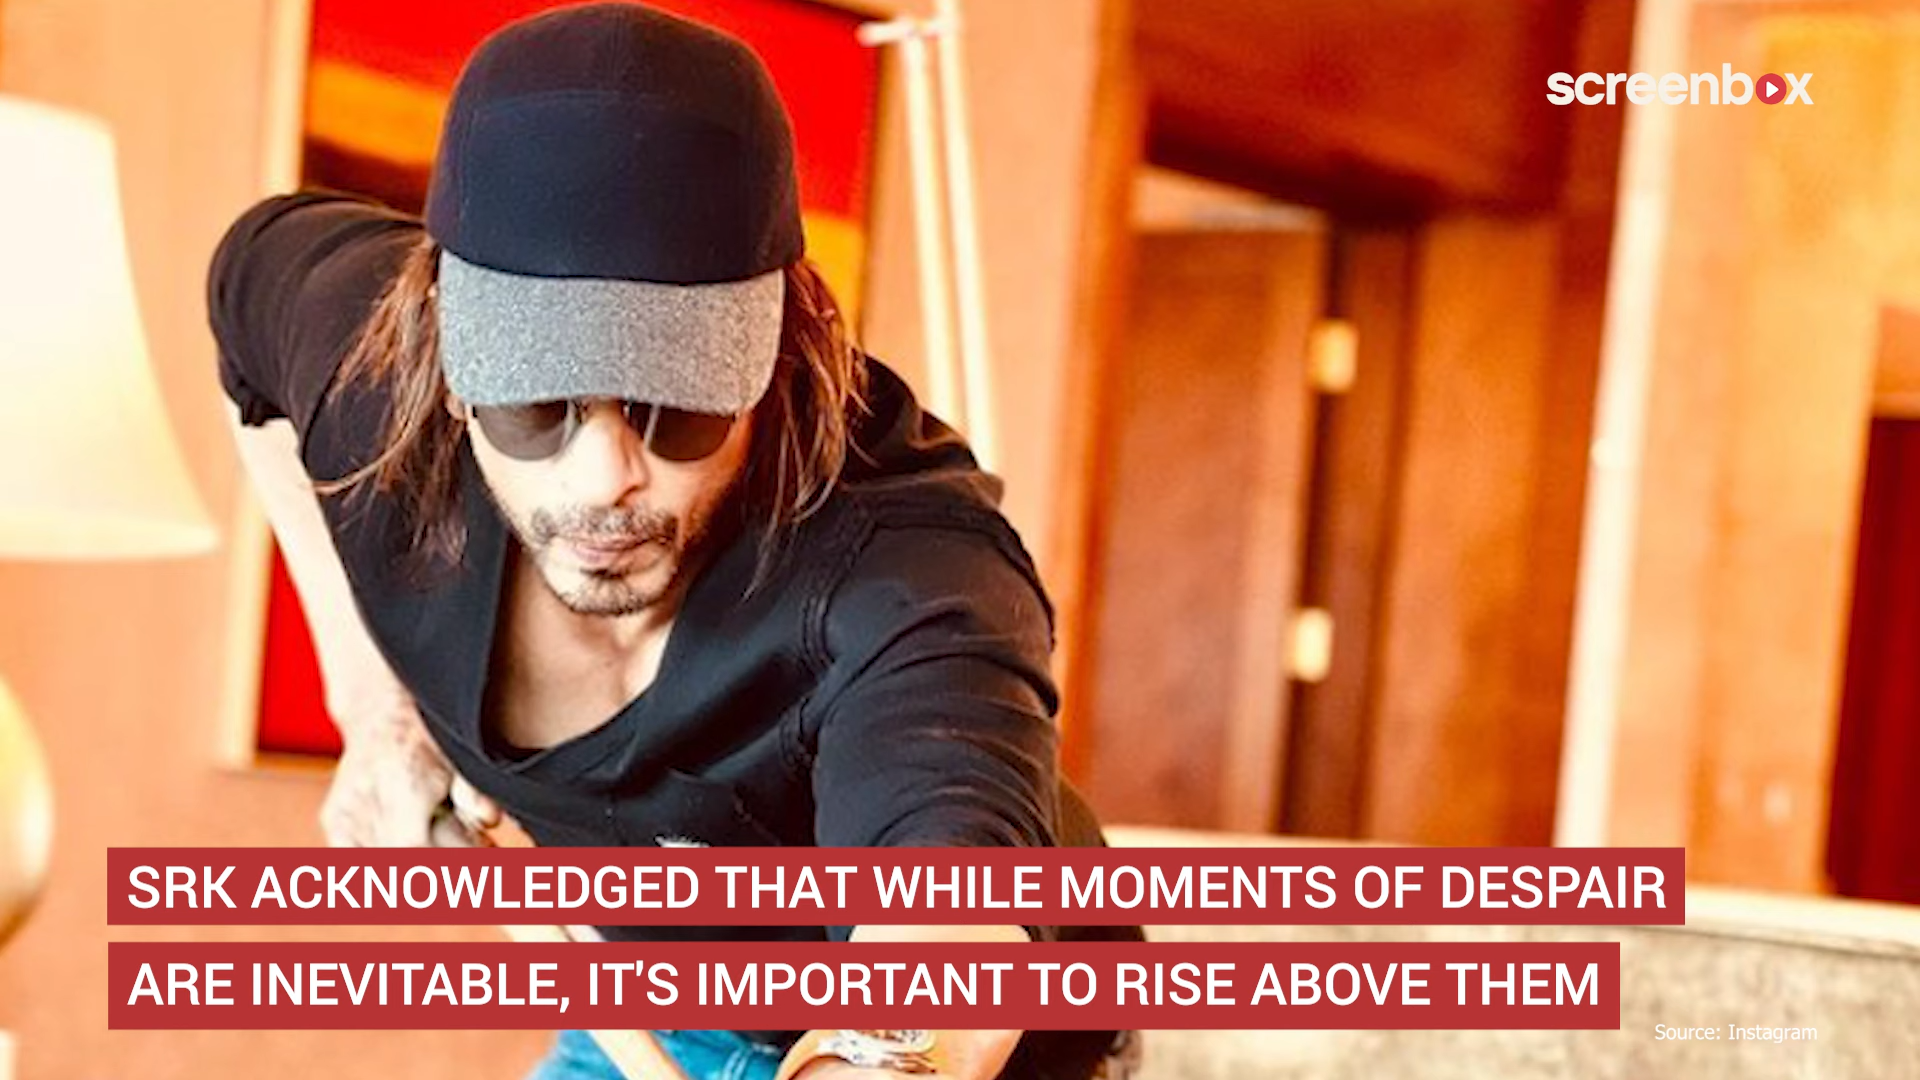 screenbox
SRK ACKNOWLEDGED THAT WHILE MOMENTS OF DESPAIR
ARE INEVITABLE, IT'S IMPORTANT TO RISE ABOVE THEM
Source: Instagram